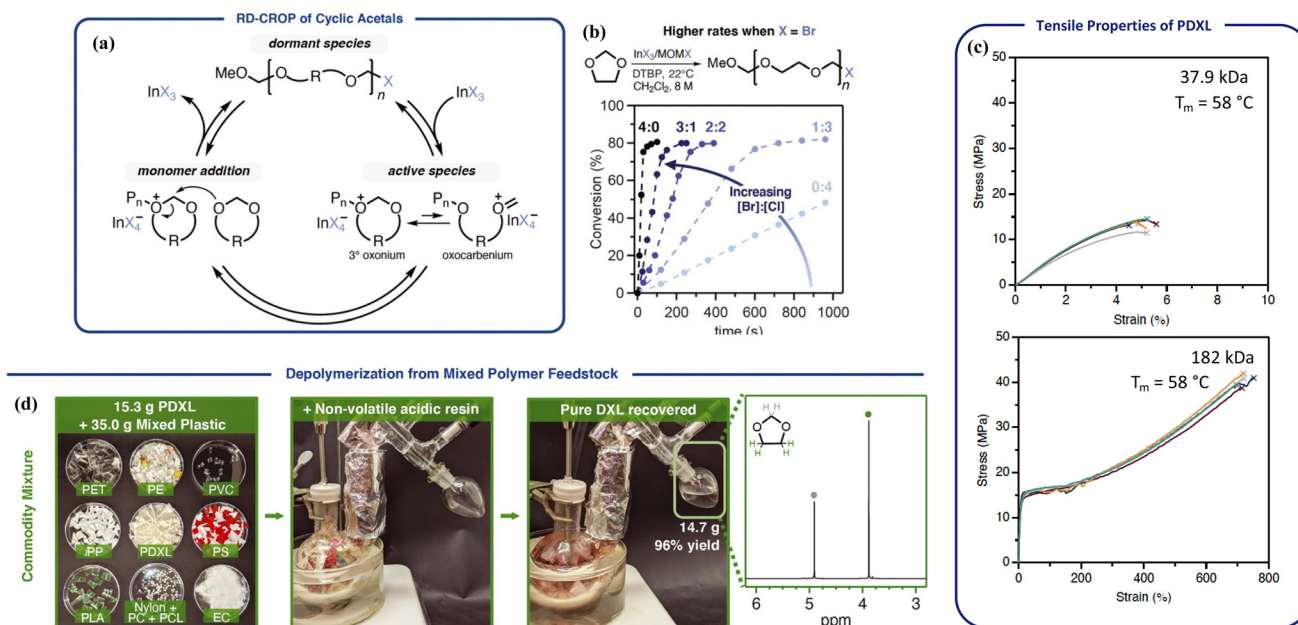 RD-CROP of Cyclic Acetals
(a)
dormant species
MeO
O
R
O
X
n
InX3
InX3
monomer addition
active species
Pn
O
+
O
InX4−
R
O
O
R
Pn
O
+
O
InX4−
R
3° oxonium
Pn
O
O
+
InX4−
R
oxocarbenium
(b)
Higher rates when X = Br
O
O
InX3/MOMX
DTBP, 22°C
CH2Cl2, 8 M
MeO
O
O
X
n
100
80
60
40
20
0
Conversion (%)
4:0
3:1
2:2
1:3
0:4
Increasing
[Br]:[Cl]
0
200
400
600
800
1000
time (s)
Tensile Properties of PDXL
(c)
37.9 kDa
Tm = 58 °C
50
40
30
20
10
0
Stress (MPa)
0
2
4
6
8
10
Strain (%)
182 kDa
Tm = 58 °C
50
40
30
20
10
0
Stress (MPa)
0
200
400
600
800
Strain (%)
Depolymerization from Mixed Polymer Feedstock
(d)
Commodity Mixture
15.3 g PDXL
+ 35.0 g Mixed Plastic
PET
PE
PVC
iPP
PDXL
PS
PLA
Nylon +
PC + PCL
EC
+ Non-volatile acidic resin
Pure DXL recovered
14.7 g
96% yield
H
H
O
O
H
H
6
5
4
3
ppm